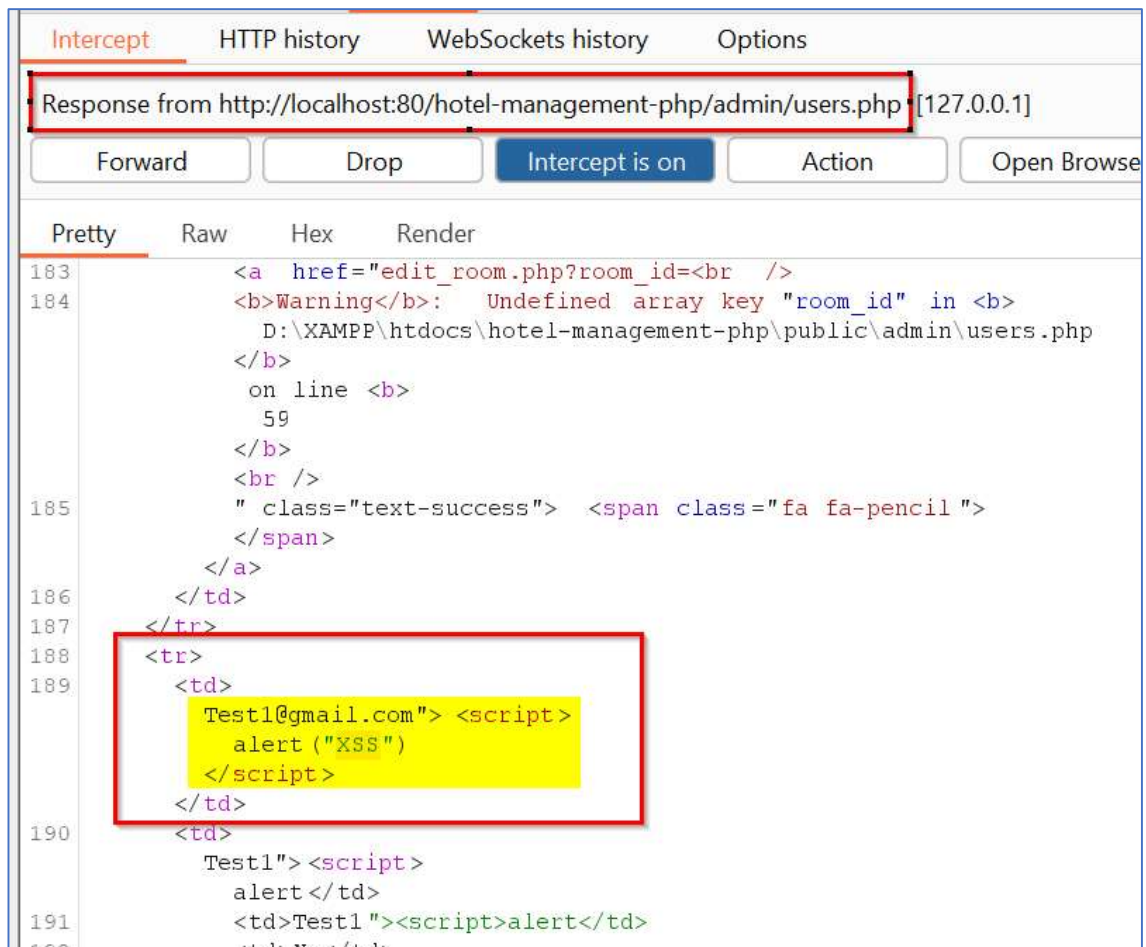 Intercept HTTP history WebSockets history Options
Response from http://localhost:80/hotel-management-php/admin/users.php [127.0.0.1]
Forward Drop Intercept is on Action Open Browse
Pretty Raw Hex Render
183 <a href="edit_room.php?room_id=<br />
184 <b>Warning</b>: Undefined array key "room_id" in <b>
D:\XAMPP\htdocs\hotel-management-php\public\admin\users.php
</b>
on line <b>
59
</b>
<br />
185 " class="text-success"> <span class="fa fa-pencil">
</span>
</a>
186 </td>
187 </tr>
188 <tr>
189 <td>
Test1@gmail.com"> <script>
alert("XSS")
</script>
</td>
190 <td>
Test1"><script>
alert</td>
191 <td>Test1"><script>alert</td>